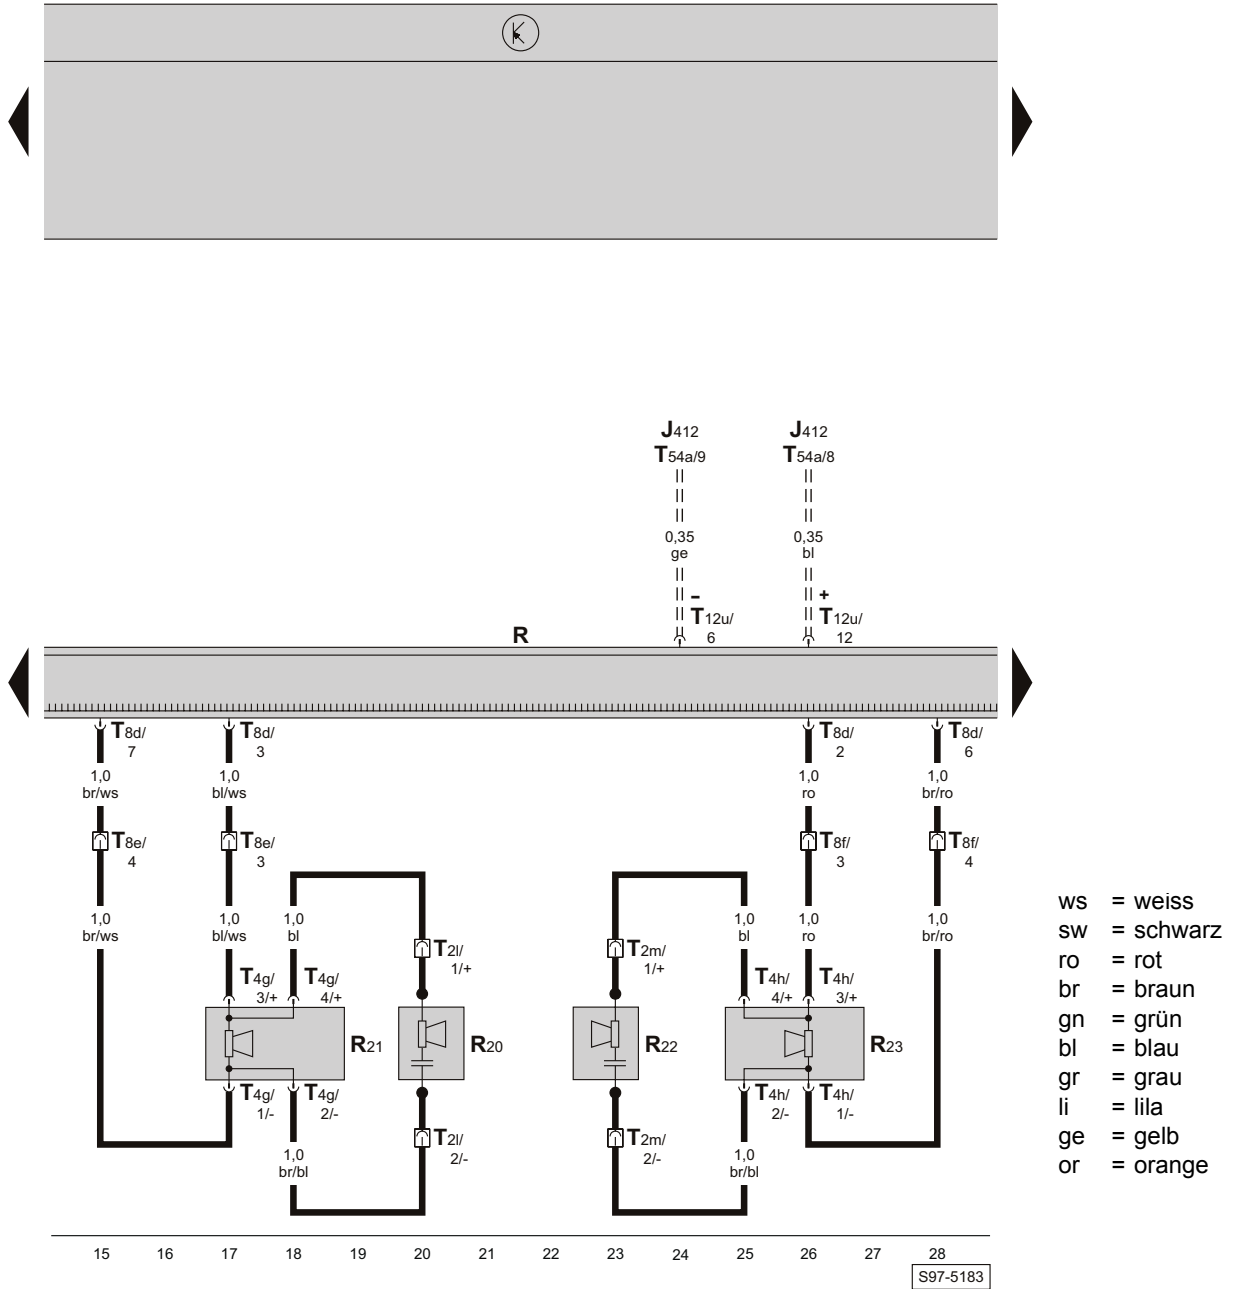 J412 J412
T54a/9 T54a/8
0,35 0,35
ge bl
- +
T12u/ T12u/
R 6 12
T8d/ T8d/ T8d/ T8d/
7 3 2 6
1,0 1,0 1,0 1,0
br/ws bl/ws ro br/ro
T8e/ T8e/ T8f/ T8f/
4 3 3 4
1,0 1,0 1,0 1,0 1,0 1,0
br/ws bl/ws bl bl ro br/ro
T2l/ T2m/
1/+ 1/+
T4g/ T4g/ T4h/ T4h/
3/+ 4/+ 4/+ 3/+
R21 R20 R22 R23
T4g/ T4g/ T4h/ T4h/
1/- 2/- 2/- 1/-
T2l/ T2m/
2/- 2/-
1,0 1,0
br/bl br/bl
15 16 17 18 19 20 21 22 23 24 25 26 27 28
S97-5183
ws = weiss
sw = schwarz
ro = rot
br = braun
gn = grün
bl = blau
gr = grau
li = lila
ge = gelb
or = orange